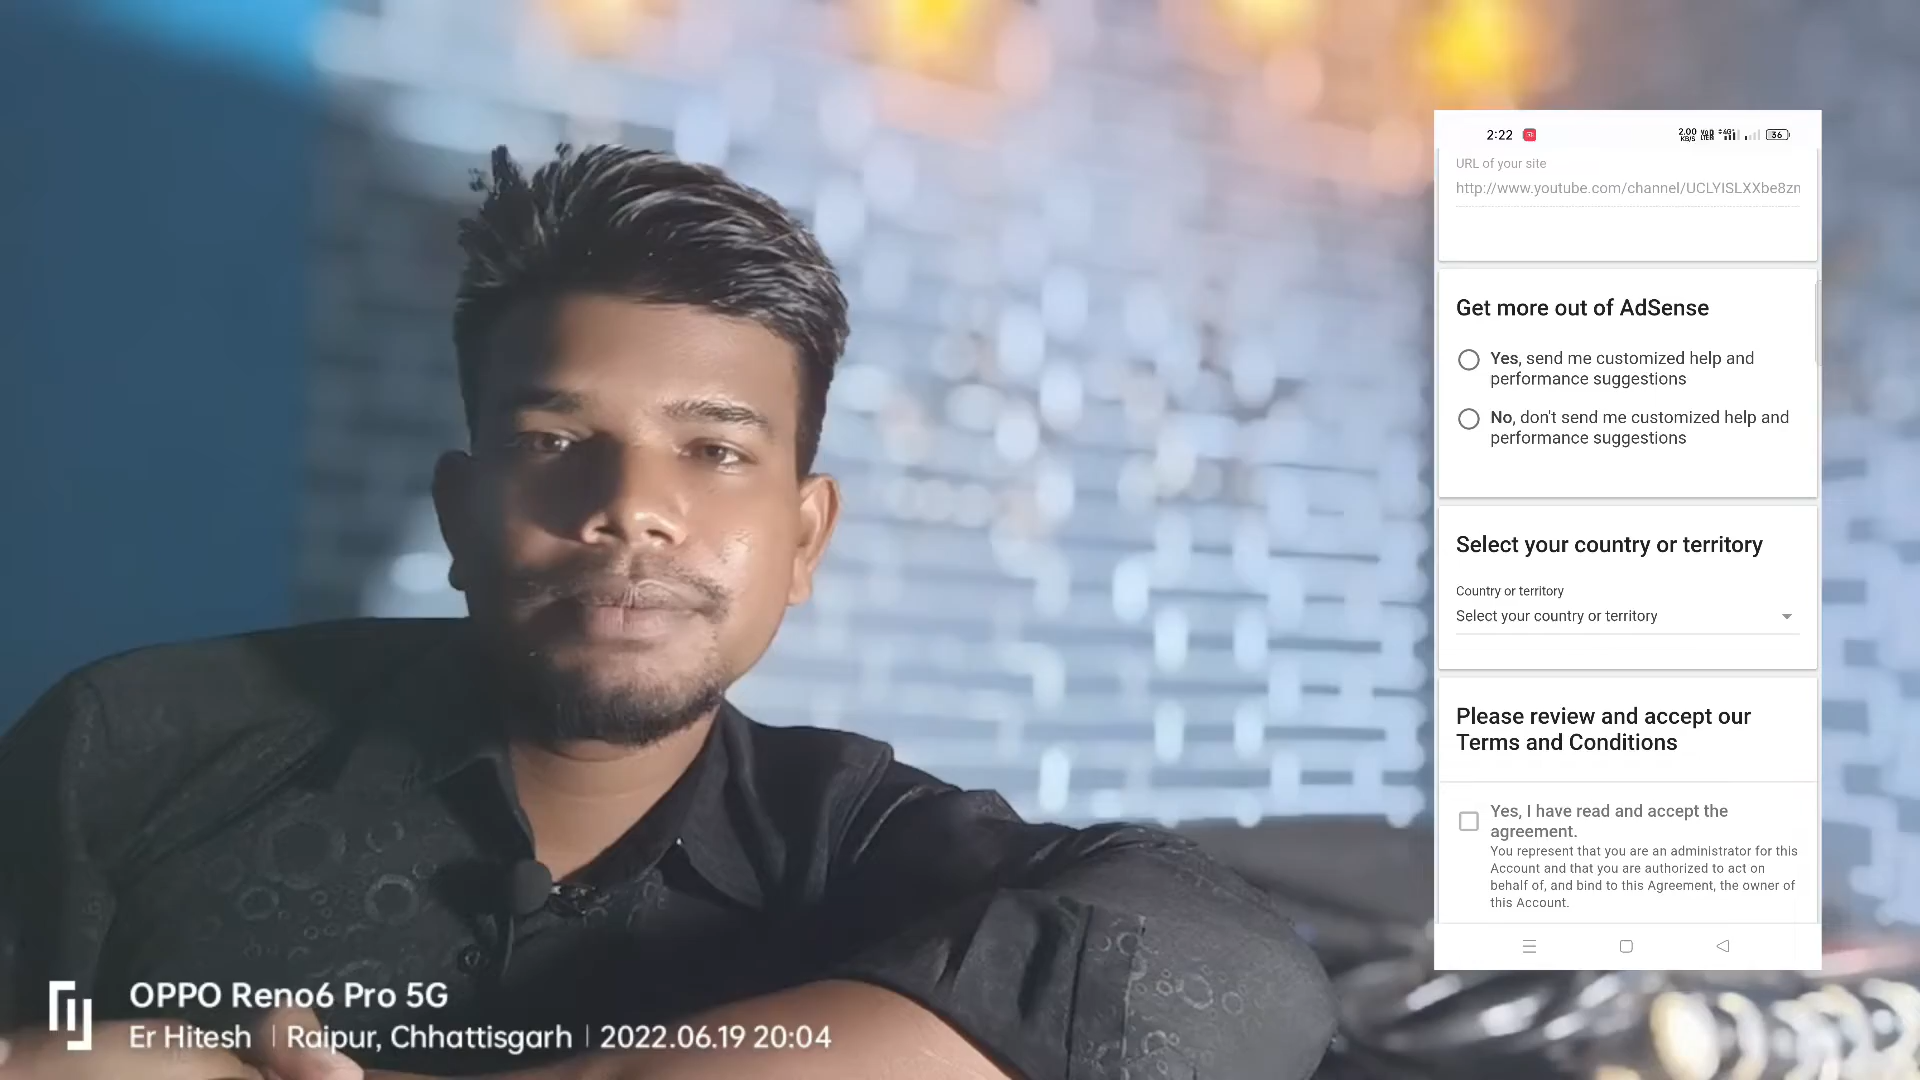 2:22
2.00 KB/S
4G
36
URL of your site
http://www.youtube.com/channel/UCLYISLXXbe8zn
Get more out of AdSense
Yes, send me customized help and
performance suggestions
No, don't send me customized help and
performance suggestions
Select your country or territory
Country or territory
Select your country or territory
Please review and accept our
Terms and Conditions
Yes, I have read and accept the
agreement.
You represent that you are an administrator for this
Account and that you are authorized to act on
behalf of, and bind to this Agreement, the owner of
this Account.
OPPO Reno6 Pro 5G
Er Hitesh | Raipur, Chhattisgarh | 2022.06.19 20:04